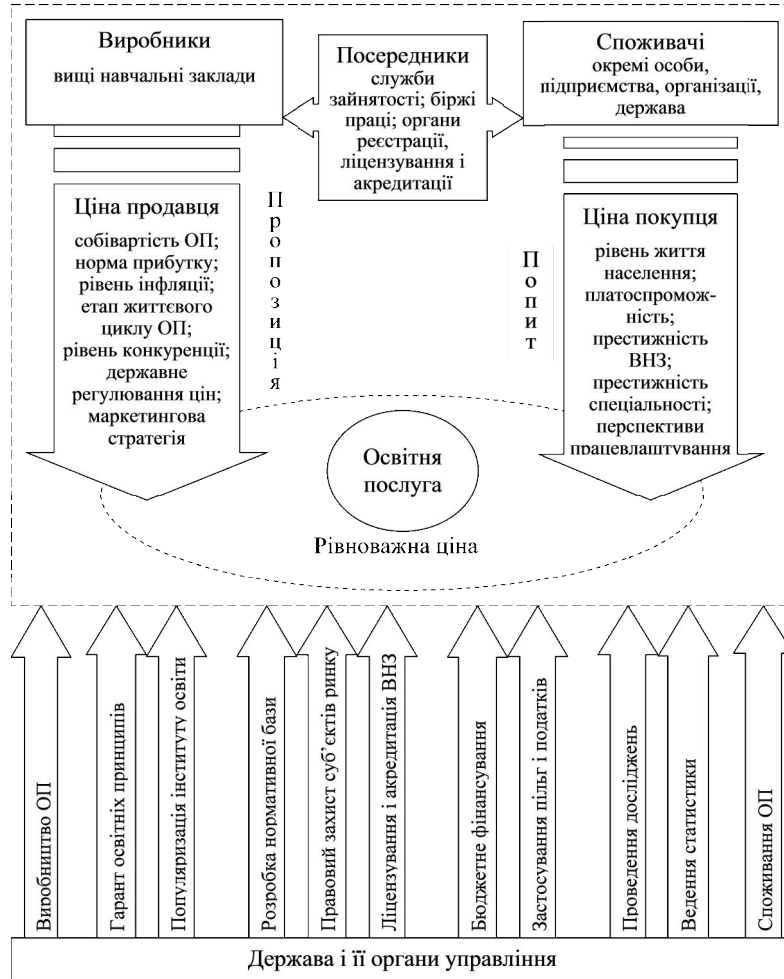 Виробники
вищі навчальні заклади
Посередники
служби
зайнятості; біржі
праці; органи
реєстрації,
ліцензування і
акредитації
Споживачі
окремі особи,
підприємства, організації,
держава
Ціна продавця
собівартість ОП;
норма прибутку;
рівень інфляції;
етап життєвого
циклу ОП;
рівень конкуренції;
державне
регулювання цін;
маркетингова
стратегія
Пропозиція
Попит
Ціна покупця
рівень життя
населення;
платоспромож-
ність;
престижність
ВНЗ;
престижність
спеціальності;
перспективи
працевлаштування
Освітня
послуга
Рівноважна ціна
Виробництво ОП
Гарант освітніх принципів
Популяризація інституту освіти
Розробка нормативної бази
Правовий захист суб’єктів ринку
Ліцензування і акредитація ВНЗ
Бюджетне фінансування
Застосування пільг і податків
Проведення досліджень
Ведення статистики
Споживання ОП
Держава і її органи управління